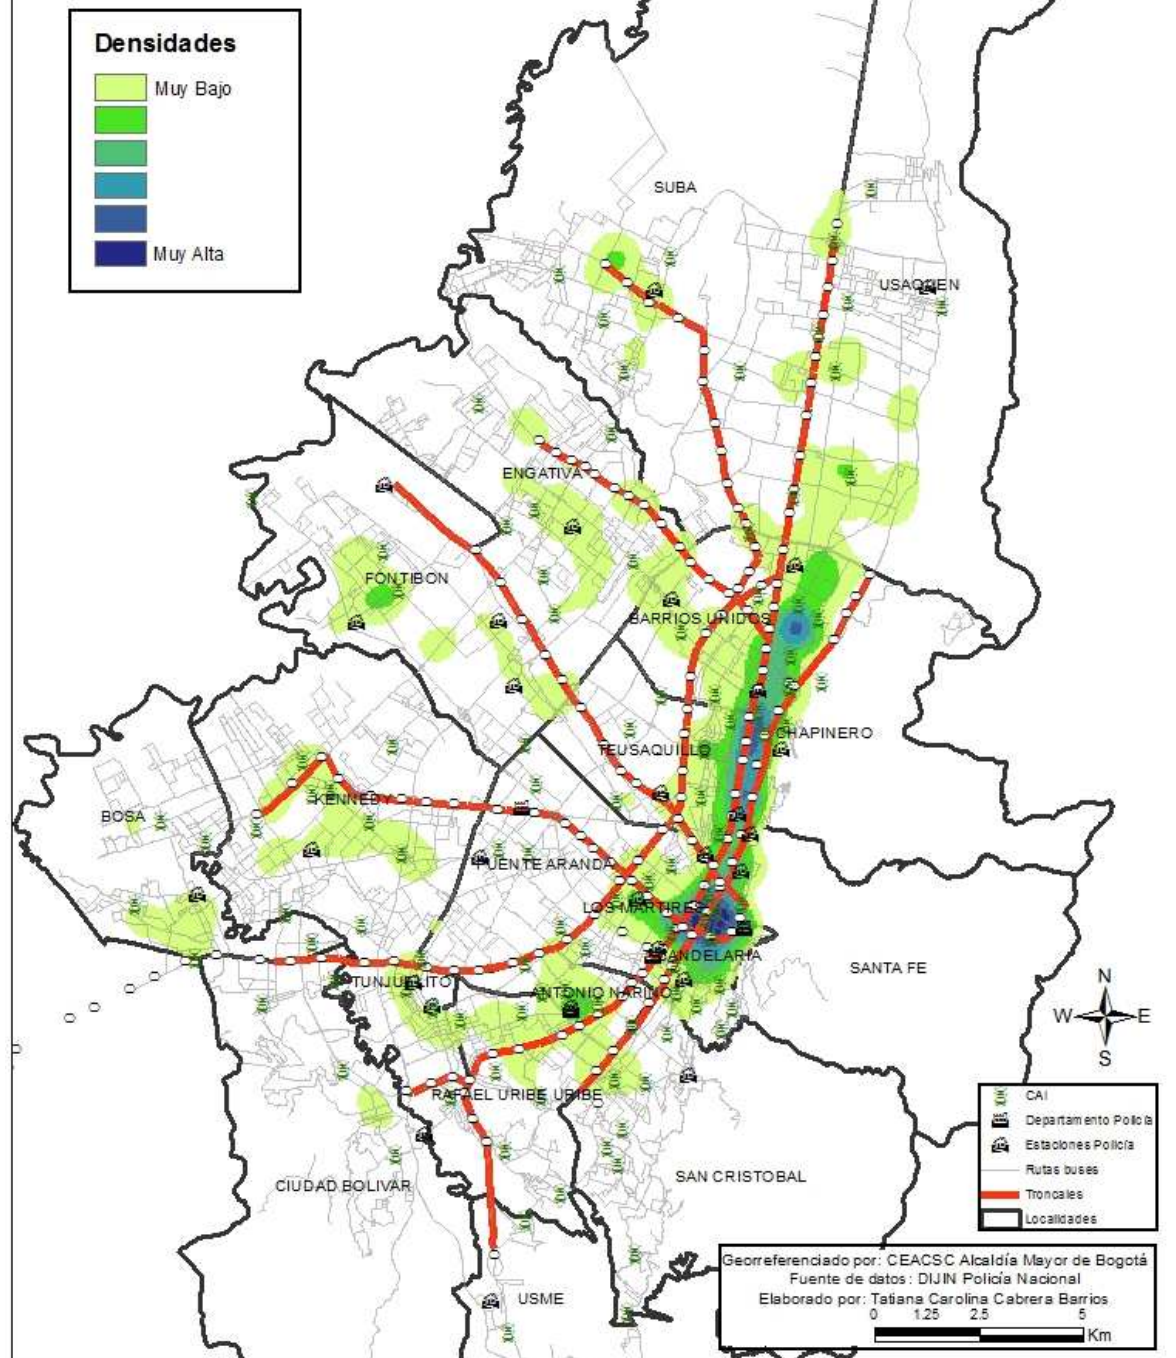 Densidades
Muy Bajo
Muy Alta
SUBA
USAQUEN
ENGATIVA
FONTIBON
BARRIOS UNIDOS
CHAPINERO
TEUSAQUILLO
KENNEDY
BOSA
PUENTE ARANDA
LOS MARTIRES
CANDELARIA
SANTA FE
TUNJUELITO
ANTONIO NARIÑO
RAFAEL URIBE URIBE
SAN CRISTOBAL
CIUDAD BOLIVAR
USME
N
W
E
S
CAI
Departamento Policía
Estaciones Policía
Rutas buses
Troncales
Localidades
Georreferenciado por: CEACSC Alcaldía Mayor de Bogotá
Fuente de datos: DIJIN Policía Nacional
Elaborado por: Tatiana Carolina Cabrera Barrios
0 1.25 2.5 5
Km